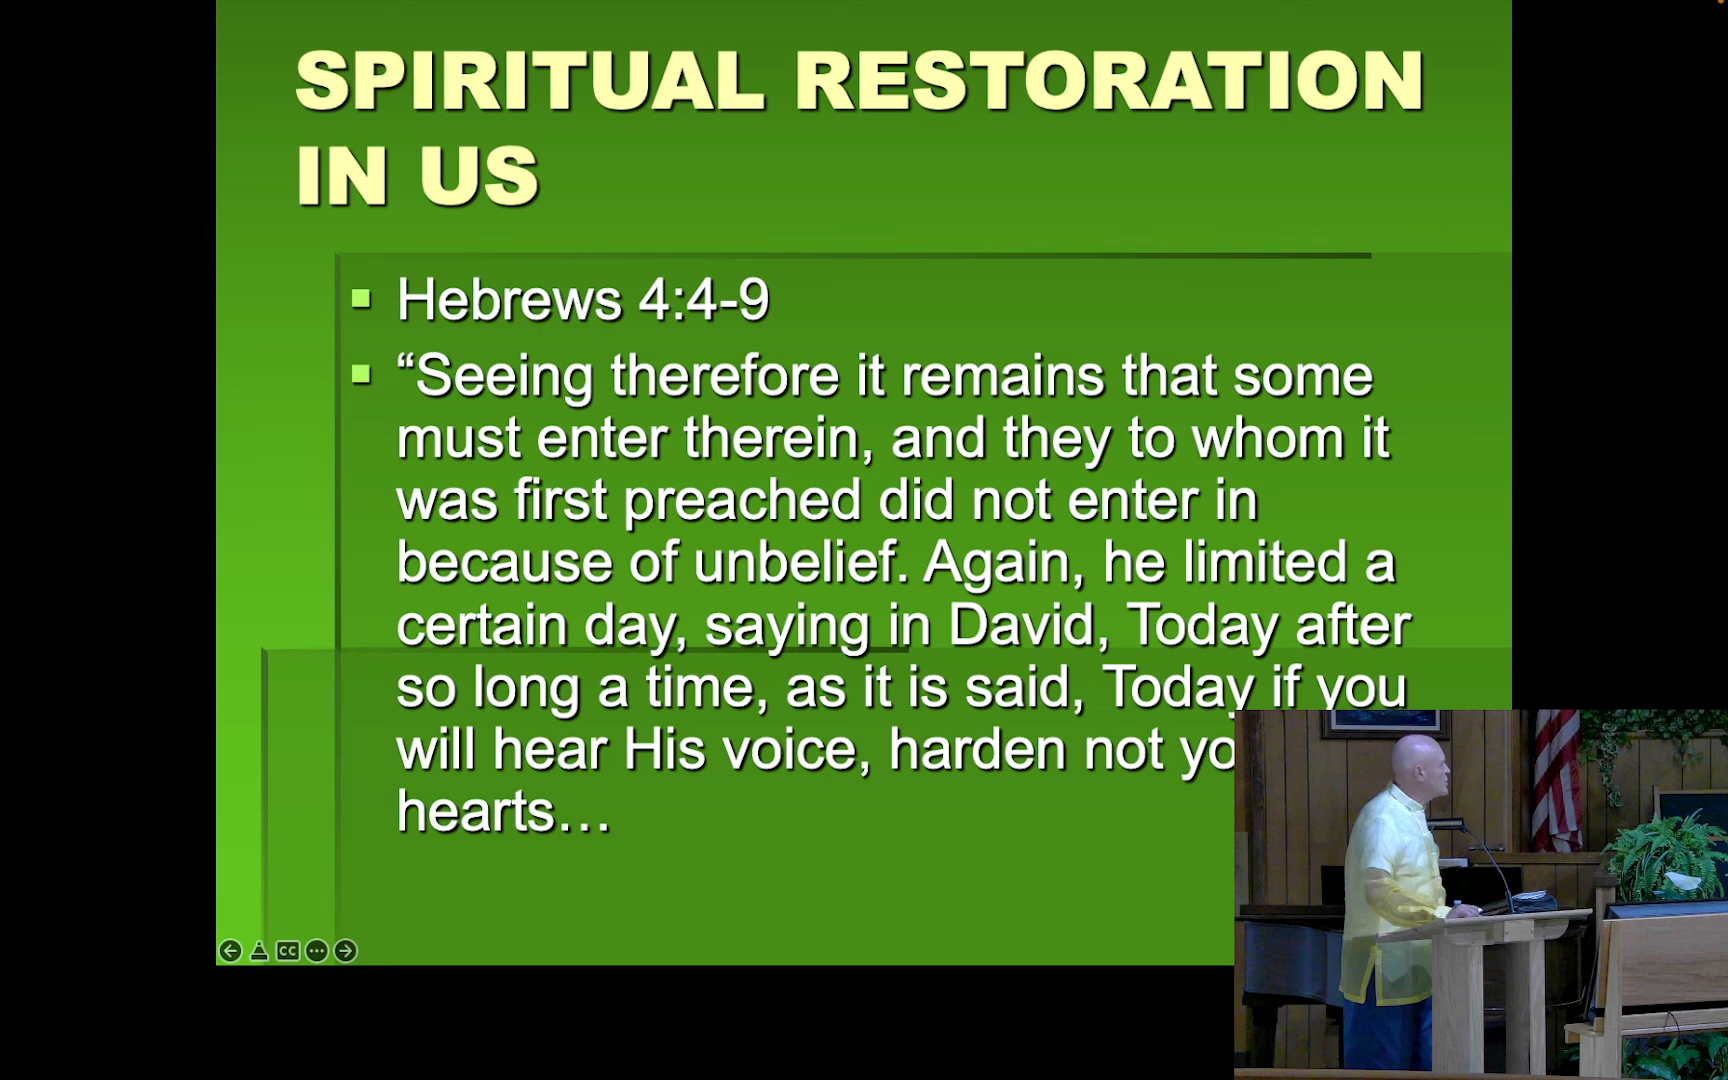 SPIRITUAL RESTORATION
IN US
Hebrews 4:4-9
“Seeing therefore it remains that some
must enter therein, and they to whom it
was first preached did not enter in
because of unbelief. Again, he limited a
certain day, saying in David, Today after
so long a time, as it is said, Today if you
will hear His voice, harden not yo
hearts…
CC